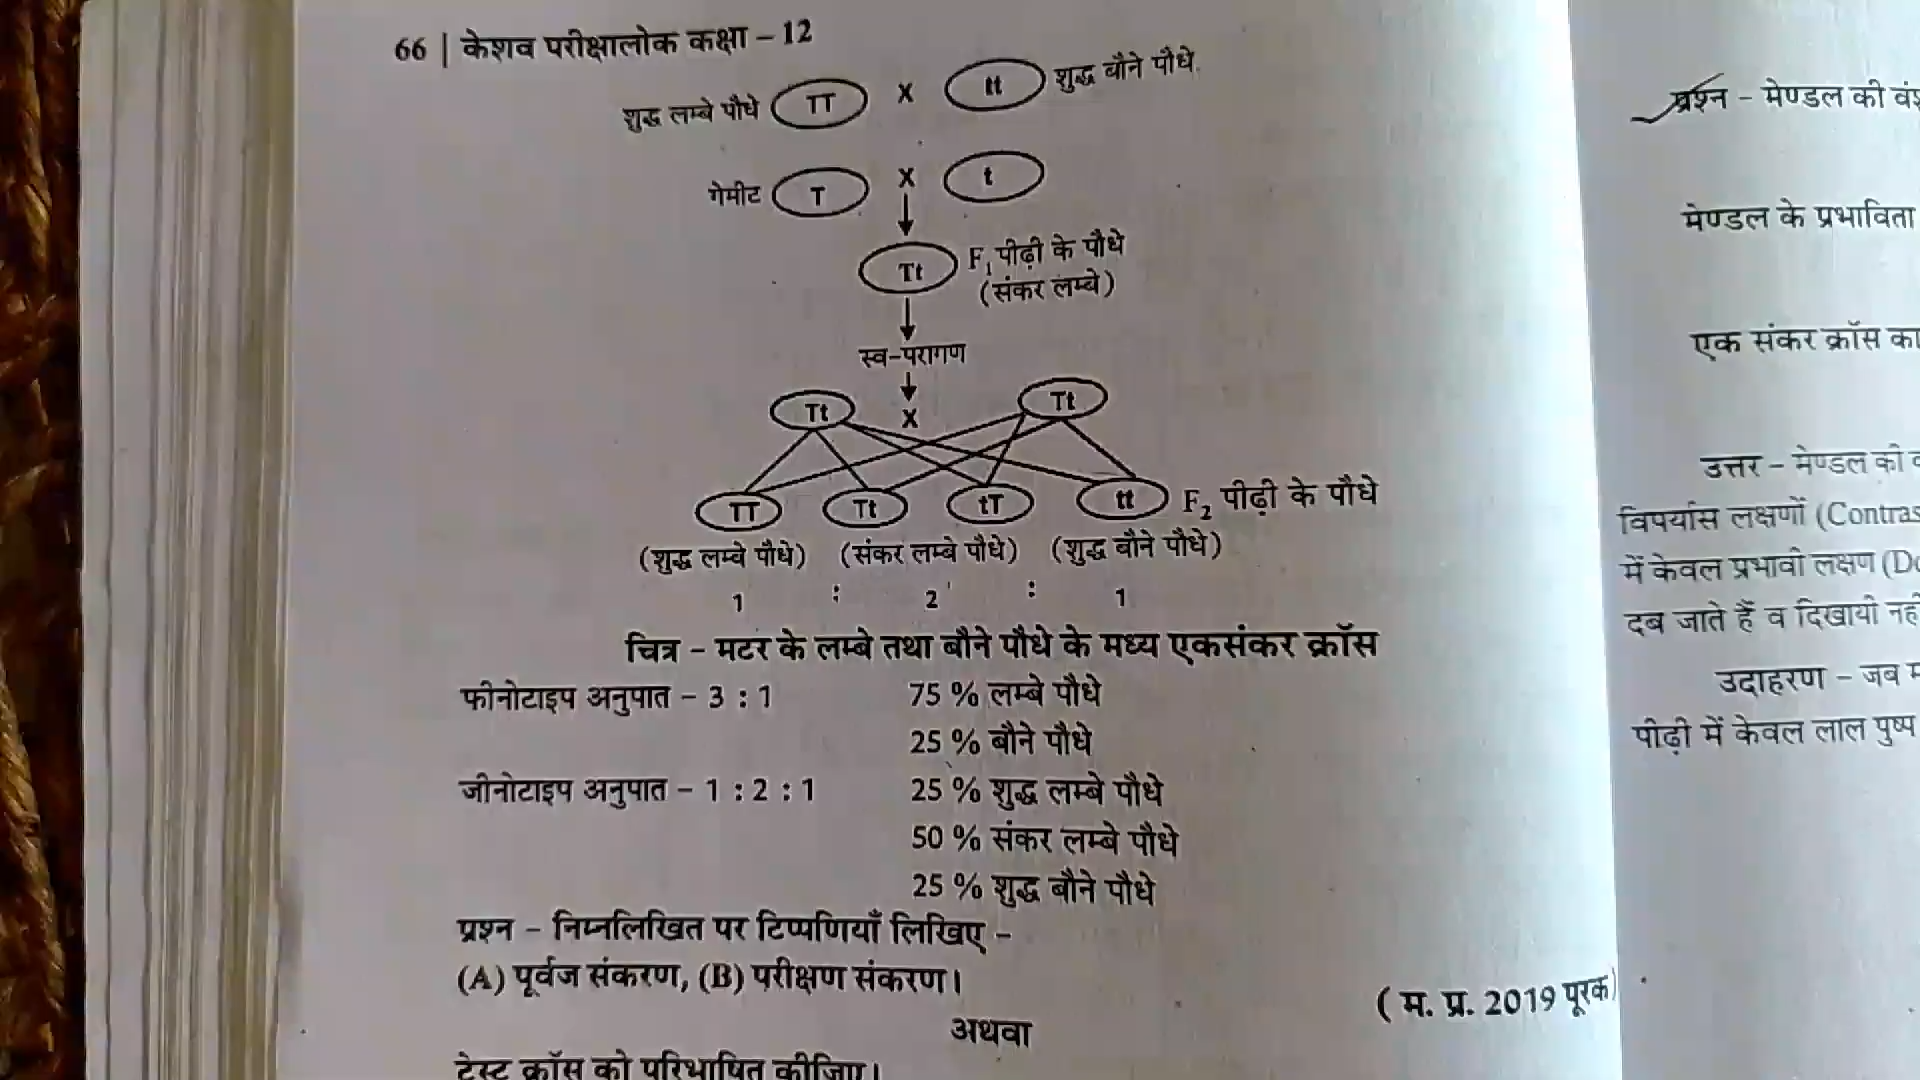 66 | केशव परीक्षालोक कक्षा – 12
शुद्ध लम्बे पौधे TT X tt शुद्ध बौने पौधे
गेमीट T X t
Tt F1 पीढ़ी के पौधे
(संकर लम्बे)
स्व-परागण
Tt X Tt
TT Tt tT tt F2 पीढ़ी के पौधे
(शुद्ध लम्बे पौधे) (संकर लम्बे पौधे) (शुद्ध बौने पौधे)
1 : 2 : 1
चित्र – मटर के लम्बे तथा बौने पौधे के मध्य एकसंकर क्रॉस
फीनोटाइप अनुपात – 3 : 1 75 % लम्बे पौधे
25 % बौने पौधे
जीनोटाइप अनुपात – 1 : 2 : 1 25 % शुद्ध लम्बे पौधे
50 % संकर लम्बे पौधे
25 % शुद्ध बौने पौधे
प्रश्न – निम्नलिखित पर टिप्पणियाँ लिखिए –
(A) पूर्वज संकरण, (B) परीक्षण संकरण।
(म. प्र. 2019 पूरक)
अथवा
टेस्ट क्रॉस को परिभाषित कीजिए।
प्रश्न – मेण्डल की
मेण्डल के प्रभाविता
एक संकर क्रॉस का
उत्तर – मेण्डल की
विपर्यास लक्षणों
में केवल प्रभावी लक्षण
दब जाते हैं व दिखायी
उदाहरण – जब
पीढ़ी में केवल लाल पुष्प